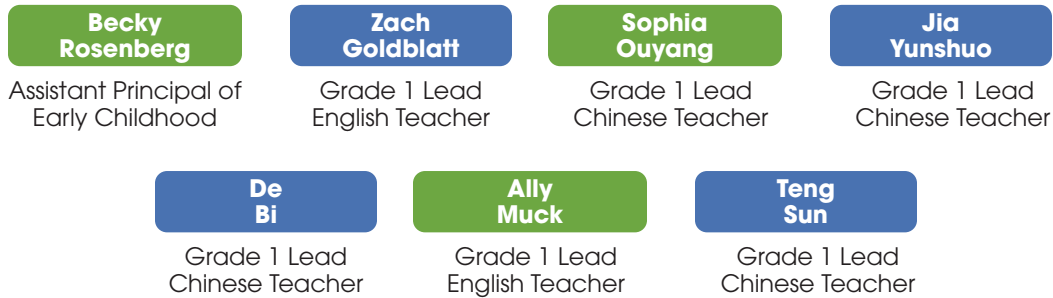 Becky
Rosenberg
Assistant Principal of
Early Childhood
Zach
Goldblatt
Grade 1 Lead
English Teacher
Sophia
Ouyang
Grade 1 Lead
Chinese Teacher
Jia
Yunshuo
Grade 1 Lead
Chinese Teacher
De
Bi
Grade 1 Lead
Chinese Teacher
Ally
Muck
Grade 1 Lead
English Teacher
Teng
Sun
Grade 1 Lead
Chinese Teacher